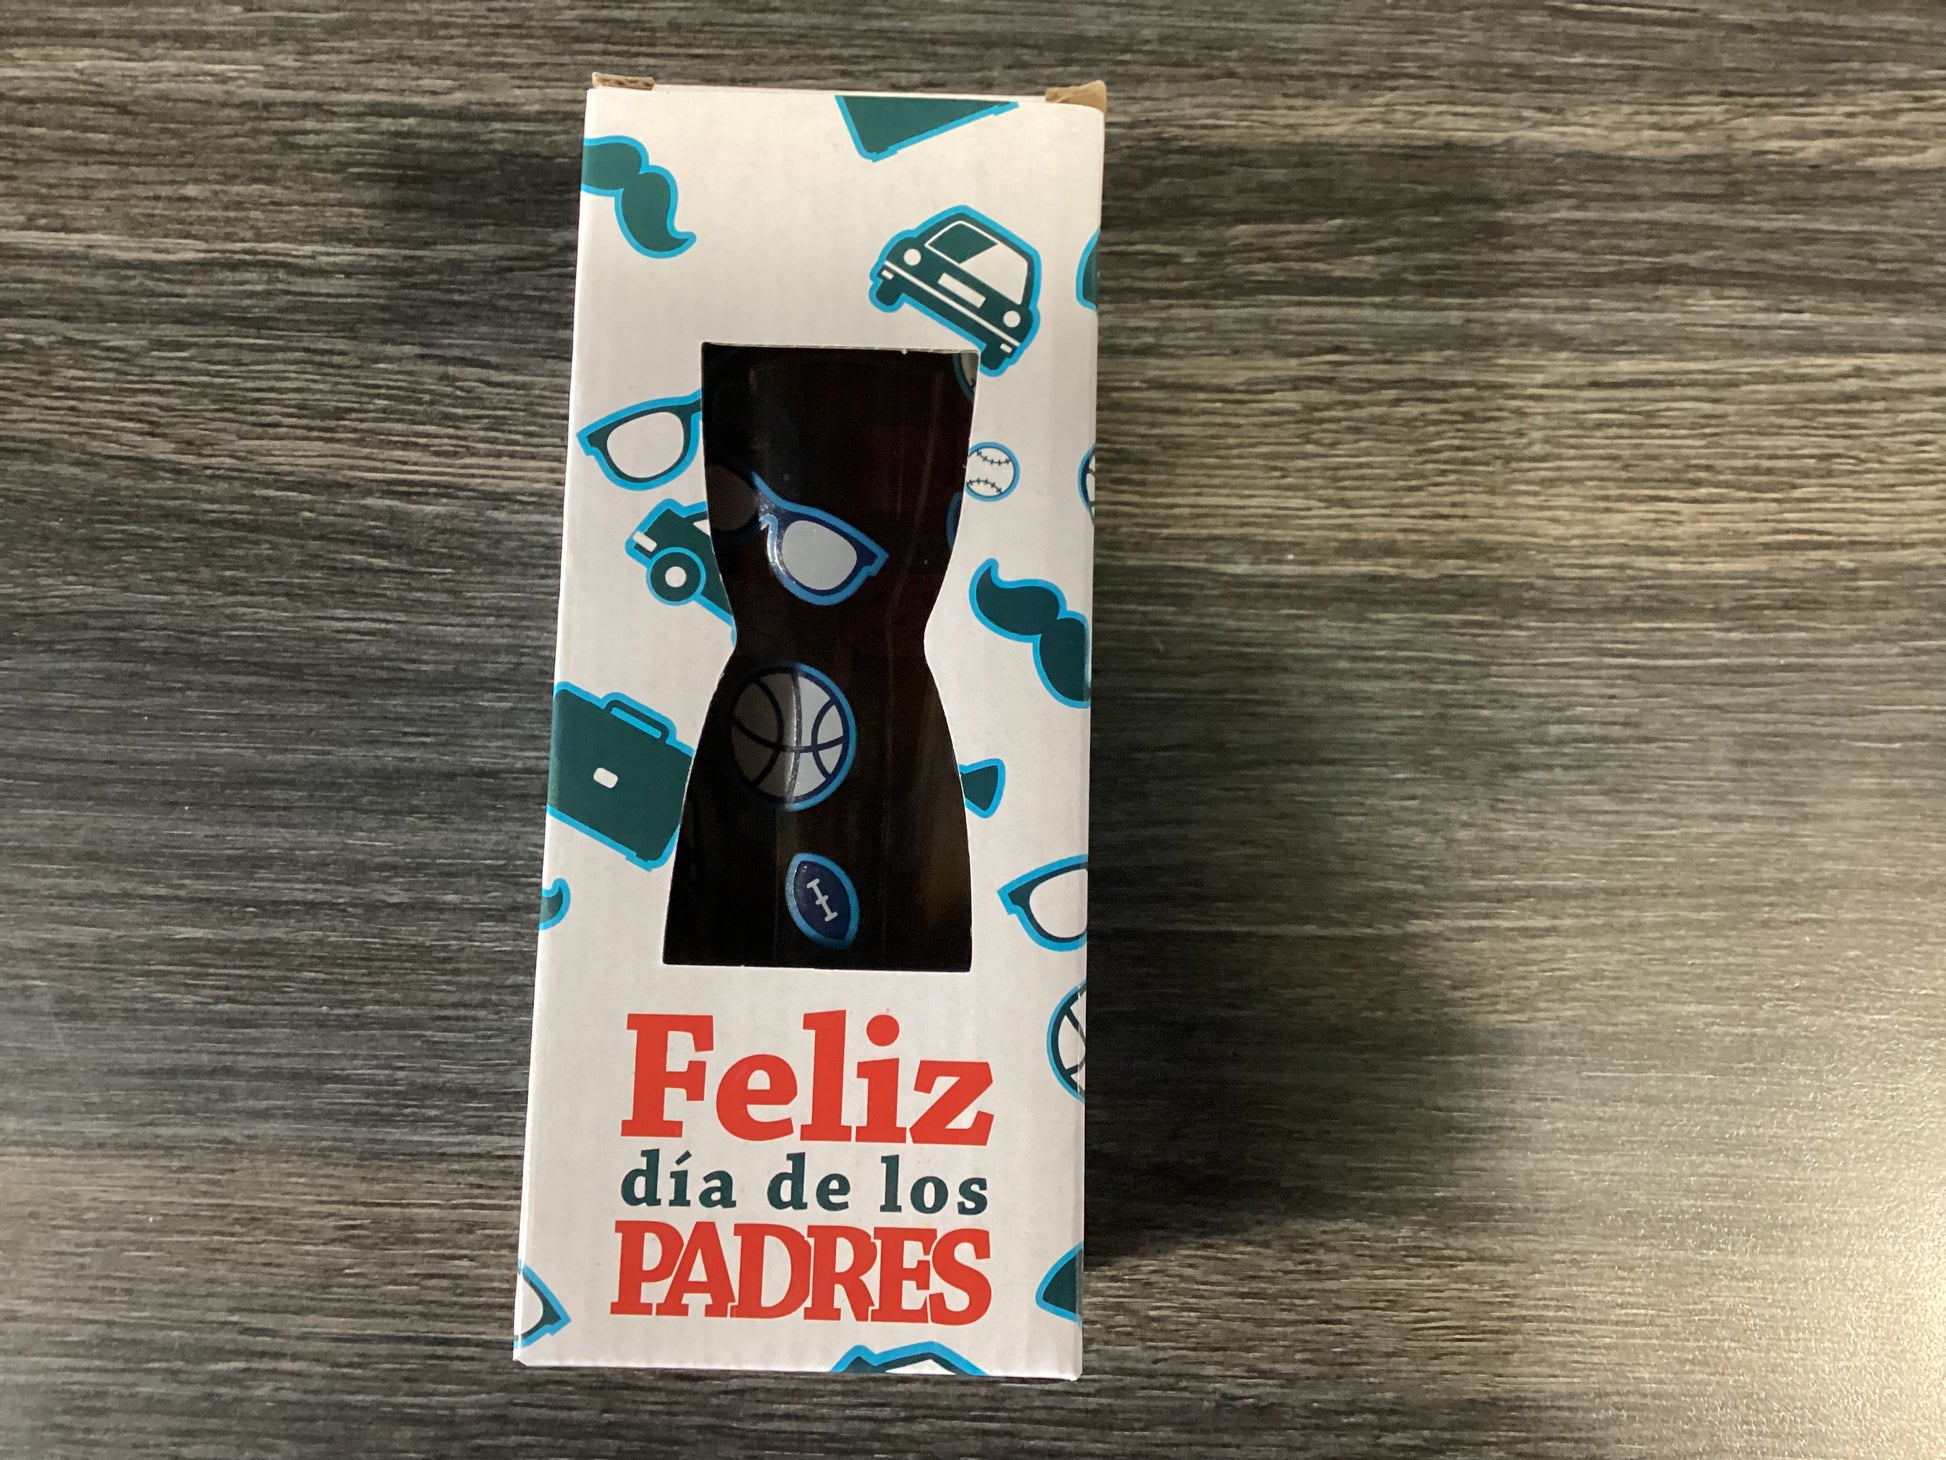 Feliz
día de los
PADRES